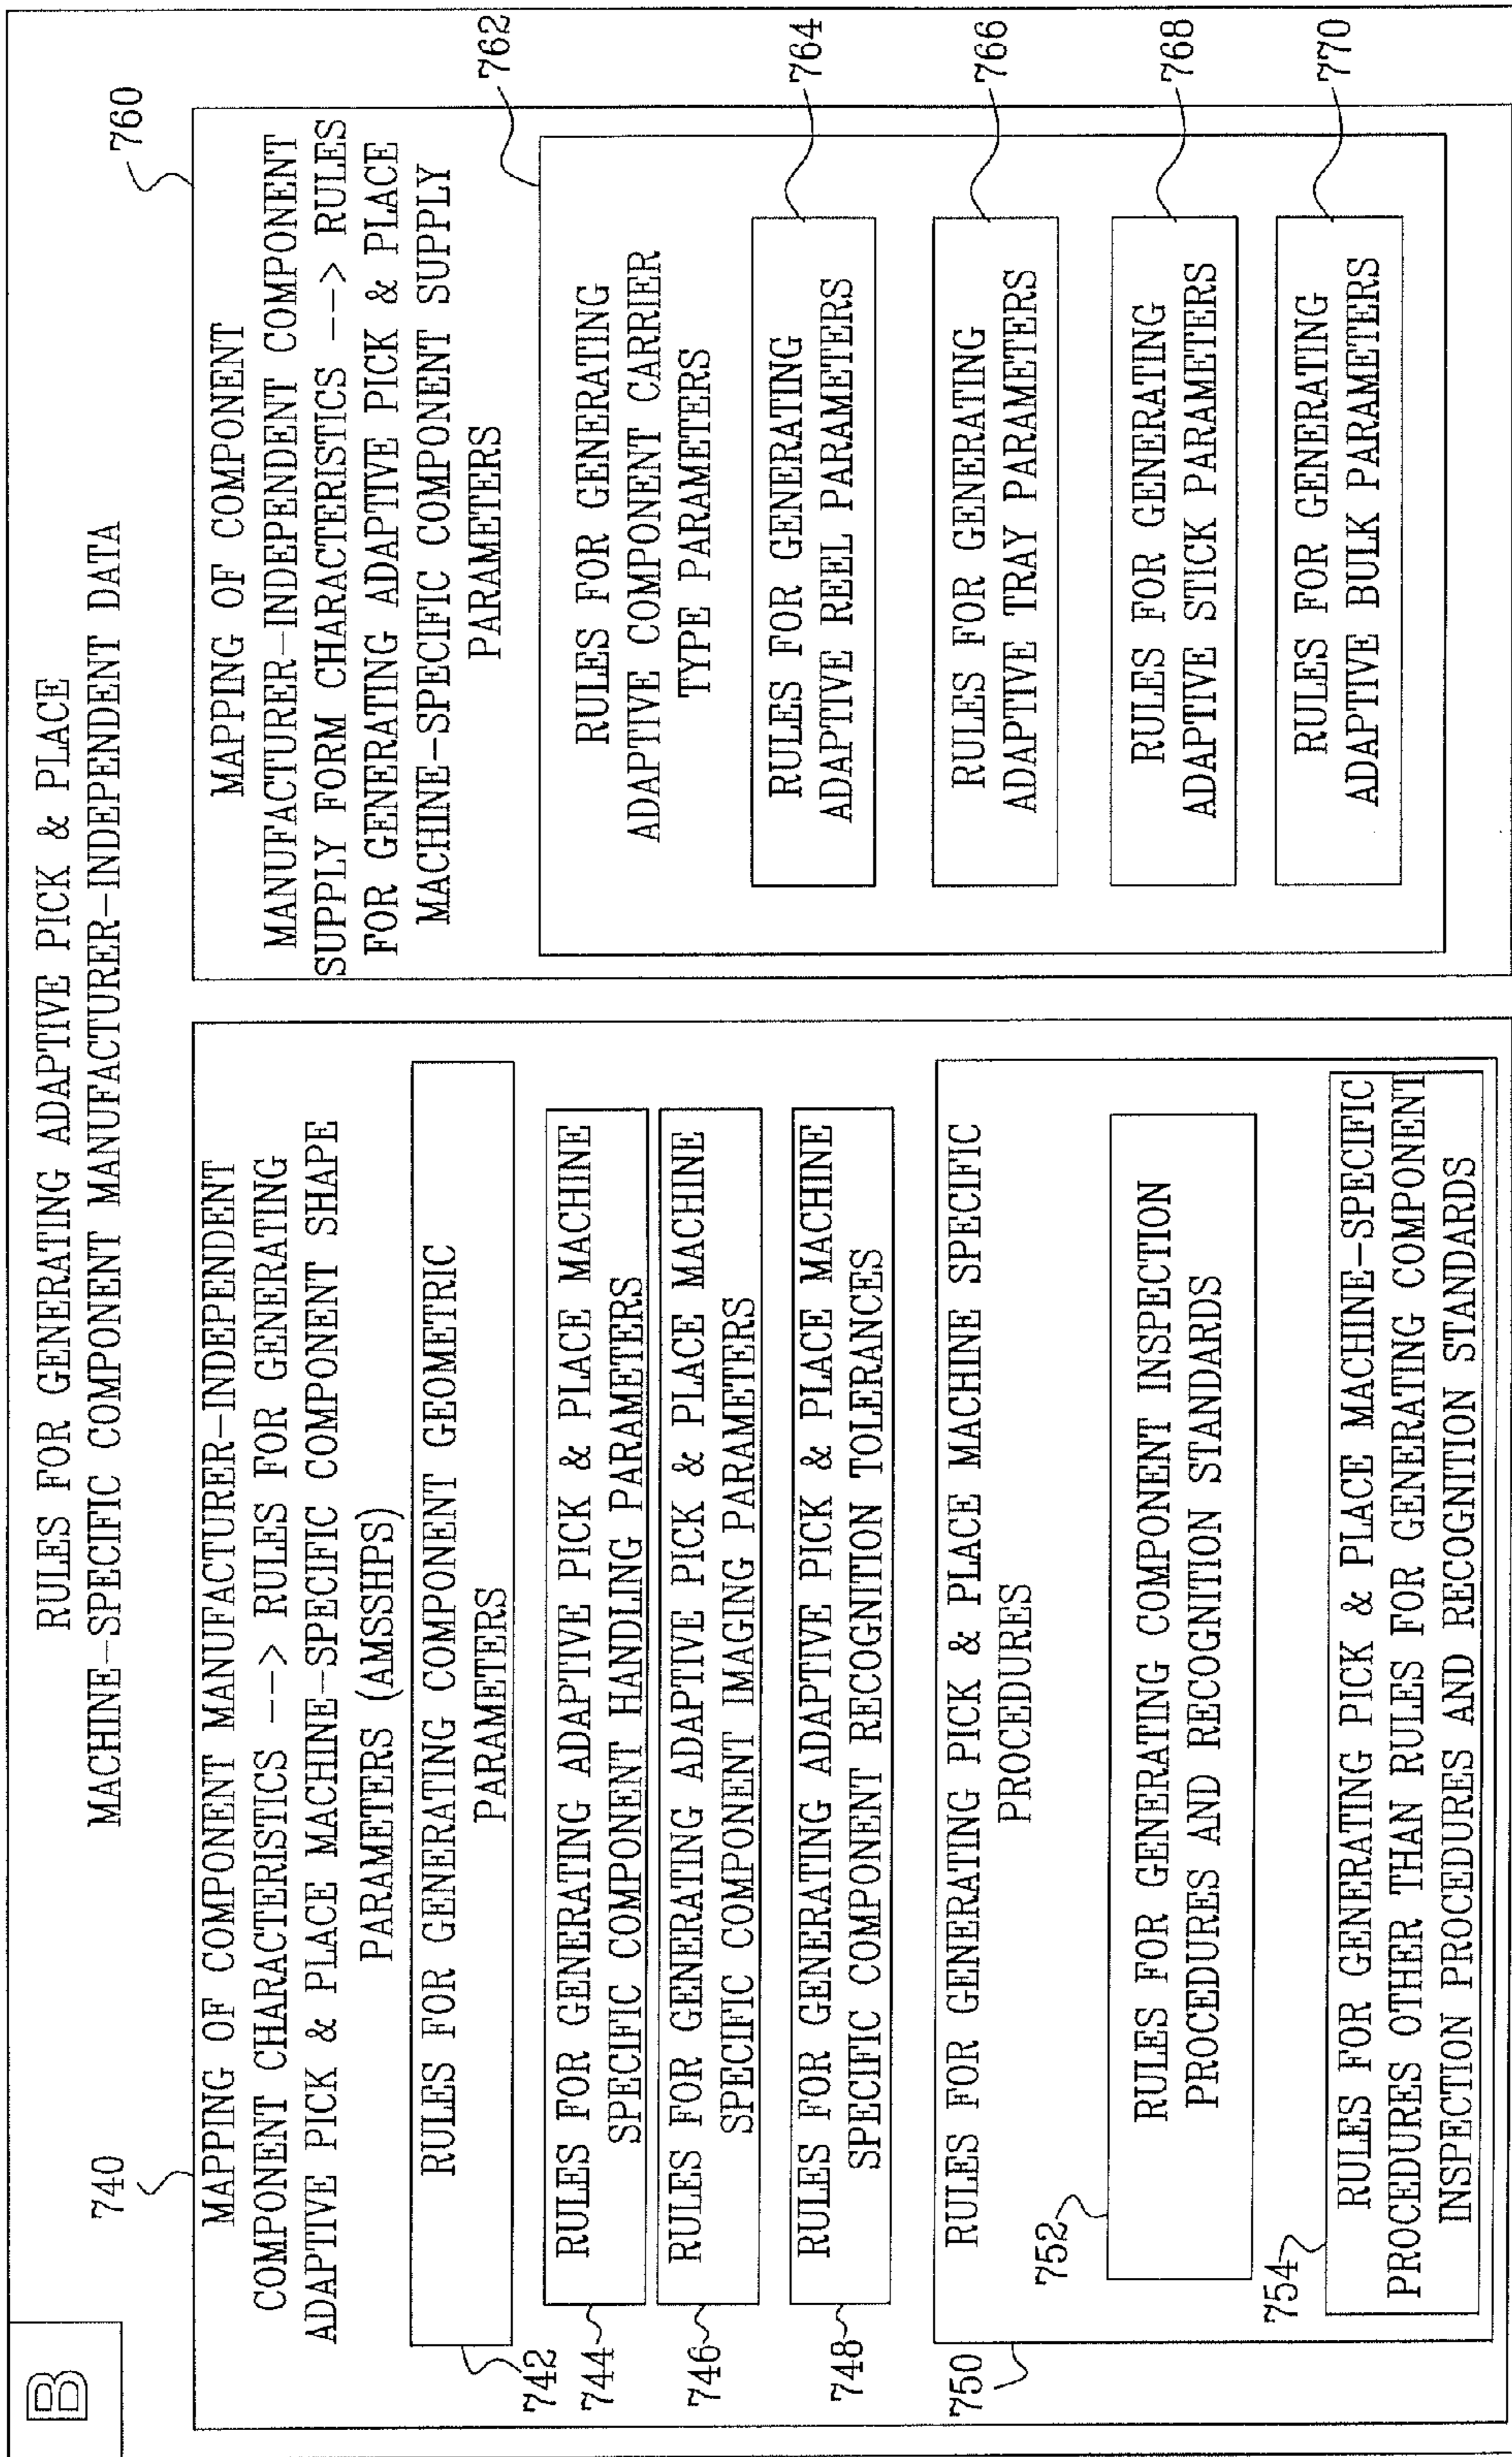 B
RULES FOR GENERATING ADAPTIVE PICK & PLACE
MACHINE-SPECIFIC COMPONENT MANUFACTURER-INDEPENDENT DATA
740
MAPPING OF COMPONENT MANUFACTURER-INDEPENDENT
COMPONENT CHARACTERISTICS --> RULES FOR GENERATING
ADAPTIVE PICK & PLACE MACHINE-SPECIFIC COMPONENT SHAPE
PARAMETERS (AMSSHPS)
742
RULES FOR GENERATING COMPONENT GEOMETRIC
PARAMETERS
744
RULES FOR GENERATING ADAPTIVE PICK & PLACE MACHINE
SPECIFIC COMPONENT HANDLING PARAMETERS
746
RULES FOR GENERATING ADAPTIVE PICK & PLACE MACHINE
SPECIFIC COMPONENT IMAGING PARAMETERS
748
RULES FOR GENERATING ADAPTIVE PICK & PLACE MACHINE
SPECIFIC COMPONENT RECOGNITION TOLERANCES
750
RULES FOR GENERATING PICK & PLACE MACHINE SPECIFIC
PROCEDURES
752
RULES FOR GENERATING COMPONENT INSPECTION
PROCEDURES AND RECOGNITION STANDARDS
754
RULES FOR GENERATING PICK & PLACE MACHINE-SPECIFIC
PROCEDURES OTHER THAN RULES FOR GENERATING COMPONENT
INSPECTION PROCEDURES AND RECOGNITION STANDARDS
760
MAPPING OF COMPONENT
MANUFACTURER-INDEPENDENT COMPONENT
SUPPLY FORM CHARACTERISTICS --> RULES
FOR GENERATING ADAPTIVE PICK & PLACE
MACHINE-SPECIFIC COMPONENT SUPPLY
PARAMETERS
762
RULES FOR GENERATING
ADAPTIVE COMPONENT CARRIER
TYPE PARAMETERS
764
RULES FOR GENERATING
ADAPTIVE REEL PARAMETERS
766
RULES FOR GENERATING
ADAPTIVE TRAY PARAMETERS
768
RULES FOR GENERATING
ADAPTIVE STICK PARAMETERS
770
RULES FOR GENERATING
ADAPTIVE BULK PARAMETERS